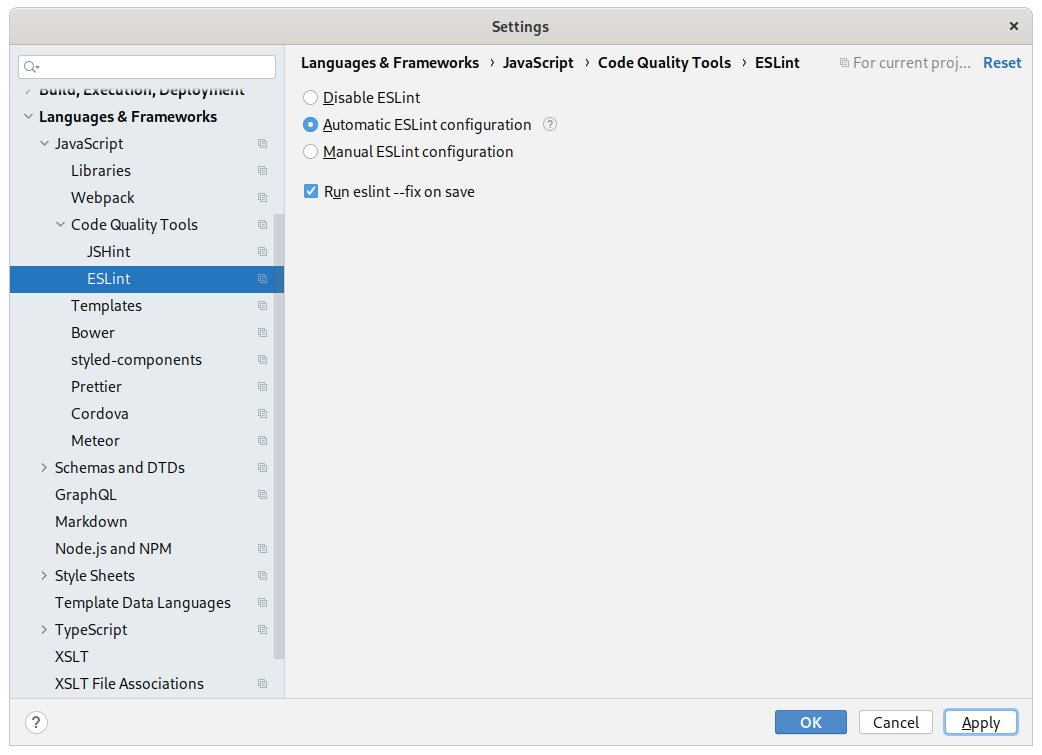 Settings
Languages & Frameworks › JavaScript › Code Quality Tools › ESLint
For current proj...
Reset
Build, Execution, Deployment
Languages & Frameworks
JavaScript
Libraries
Webpack
Code Quality Tools
JSHint
ESLint
Templates
Bower
styled-components
Prettier
Cordova
Meteor
Schemas and DTDs
GraphQL
Markdown
Node.js and NPM
Style Sheets
Template Data Languages
TypeScript
XSLT
XSLT File Associations
Disable ESLint
Automatic ESLint configuration ?
Manual ESLint configuration
Run eslint --fix on save
?
OK
Cancel
Apply